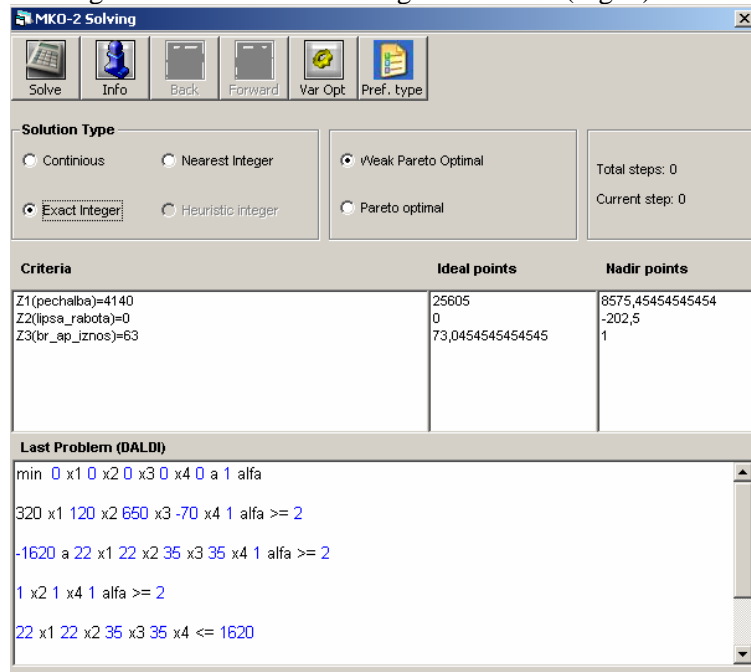 MKO-2 Solving
Solve Info Back Forward Var Opt Pref. type
Solution Type
Continious Nearest Integer Weak Pareto Optimal
Total steps: 0
Exact Integer Heuristic integer Pareto optimal
Current step: 0
Criteria Ideal points Nadir points
Z1(pechalba)=4140 25605 8575,45454545454
Z2(lipsa_rabota)=0 0 -202,5
Z3(br_ap_iznos)=63 73,0454545454545 1
Last Problem (DALDI)
min 0 x1 0 x2 0 x3 0 x4 0 a 1 alfa
320 x1 120 x2 650 x3 -70 x4 1 alfa >= 2
-1620 a 22 x1 22 x2 35 x3 35 x4 1 alfa >= 2
1 x2 1 x4 1 alfa >= 2
22 x1 22 x2 35 x3 35 x4 <= 1620